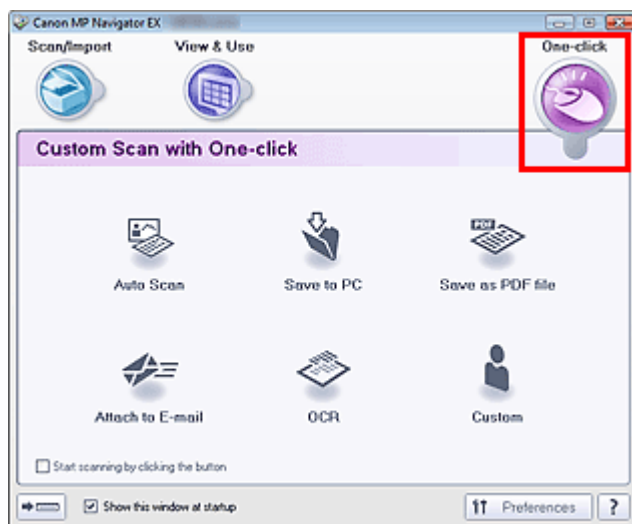 Canon MP Navigator EX
Scan/Import View & Use One-click
Custom Scan with One-click
Auto Scan Save to PC Save as PDF file
PDF
Attach to E-mail OCR Custom
Start scanning by clicking the button
Show this window at startup Preferences ?